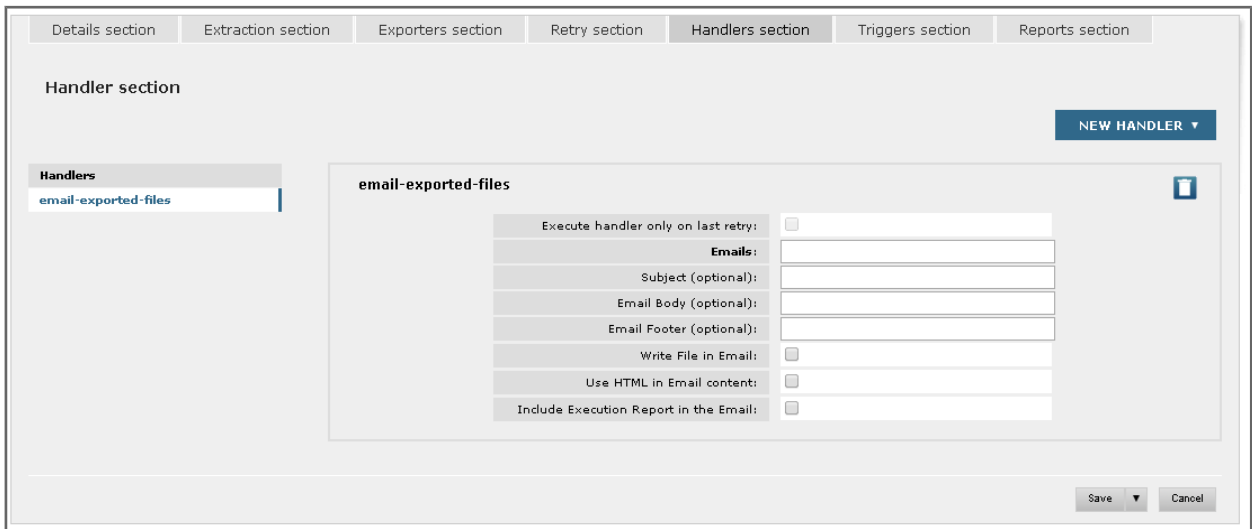 Details section Extraction section Exporters section Retry section Handlers section Triggers section Reports section
Handler section
NEW HANDLER ▼
Handlers
email-exported-files
email-exported-files
Execute handler only on last retry:
Emails:
Subject (optional):
Email Body (optional):
Email Footer (optional):
Write File in Email:
Use HTML in Email content:
Include Execution Report in the Email:
Save ▼ Cancel